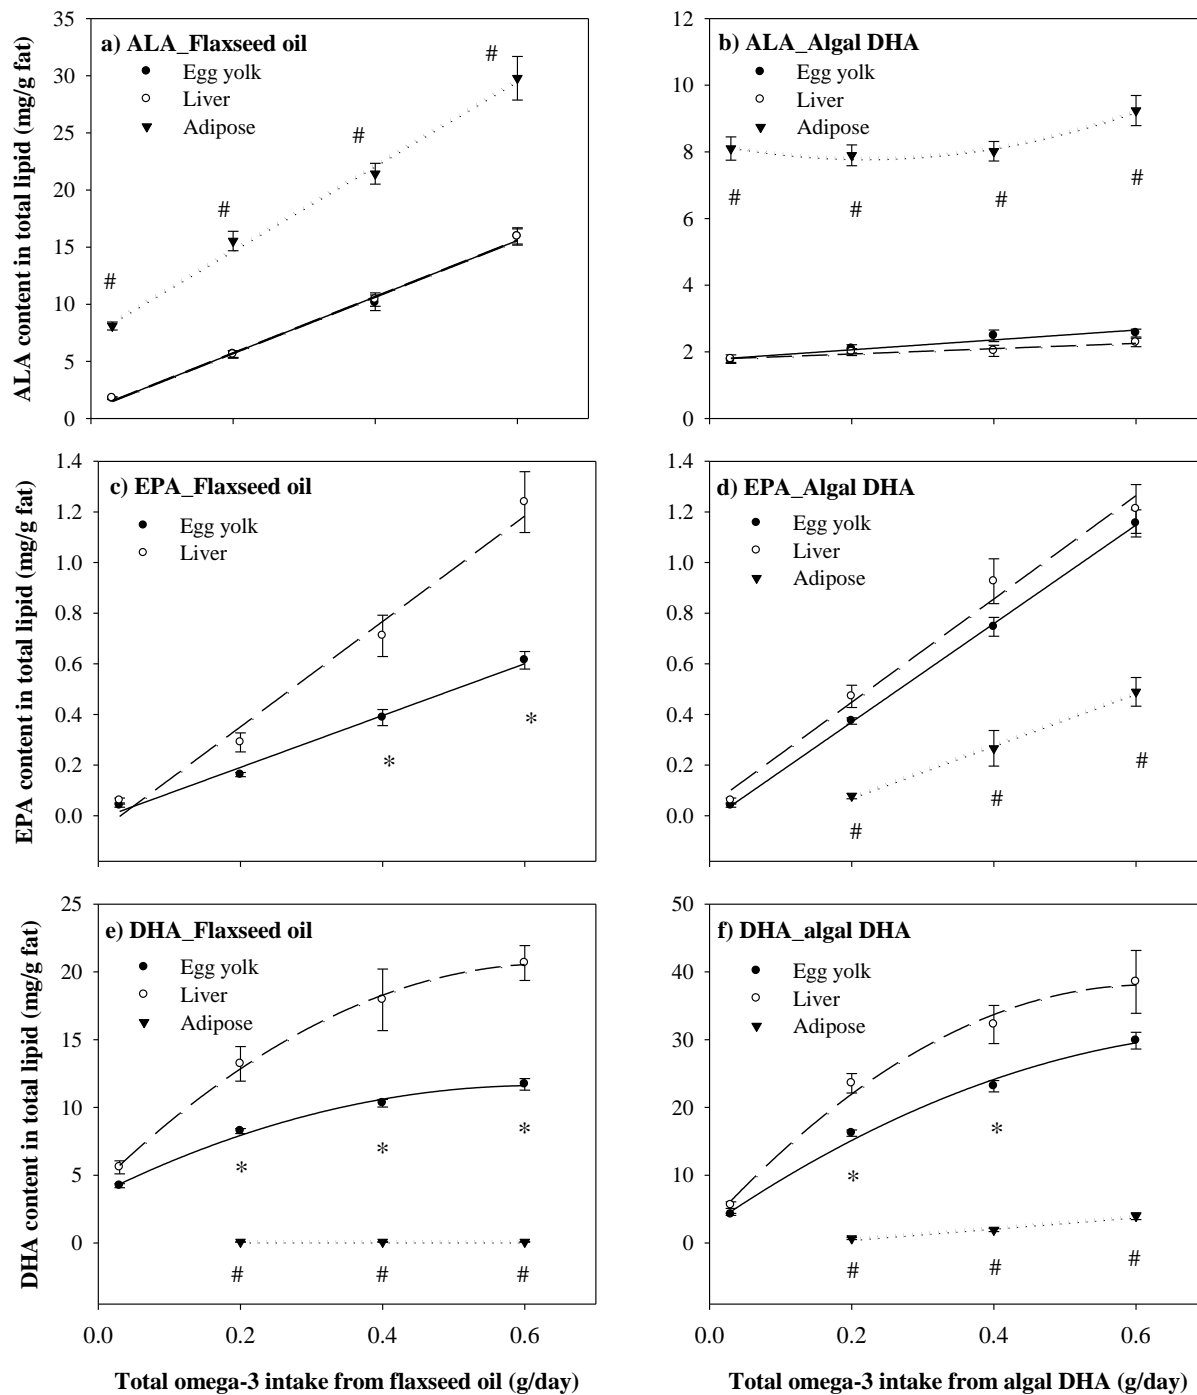 a) ALA_Flaxseed oil
Egg yolk
Liver
Adipose
ALA content in total lipid (mg/g fat)
35
30
25
20
15
10
5
0
#
#
#
#
b) ALA_Algal DHA
Egg yolk
Liver
Adipose
12
10
8
6
4
2
0
#
#
#
#
c) EPA_Flaxseed oil
Egg yolk
Liver
EPA content in total lipid (mg/g fat)
1.4
1.2
1.0
0.8
0.6
0.4
0.2
0.0
*
*
d) EPA_Algal DHA
Egg yolk
Liver
Adipose
1.4
1.2
1.0
0.8
0.6
0.4
0.2
0.0
#
#
#
e) DHA_Flaxseed oil
Egg yolk
Liver
Adipose
DHA content in total lipid (mg/g fat)
25
20
15
10
5
0
*
*
*
#
#
#
0.0 0.2 0.4 0.6
Total omega-3 intake from flaxseed oil (g/day)
f) DHA_algal DHA
Egg yolk
Liver
Adipose
50
40
30
20
10
0
*
*
#
#
#
0.0 0.2 0.4 0.6
Total omega-3 intake from algal DHA (g/day)